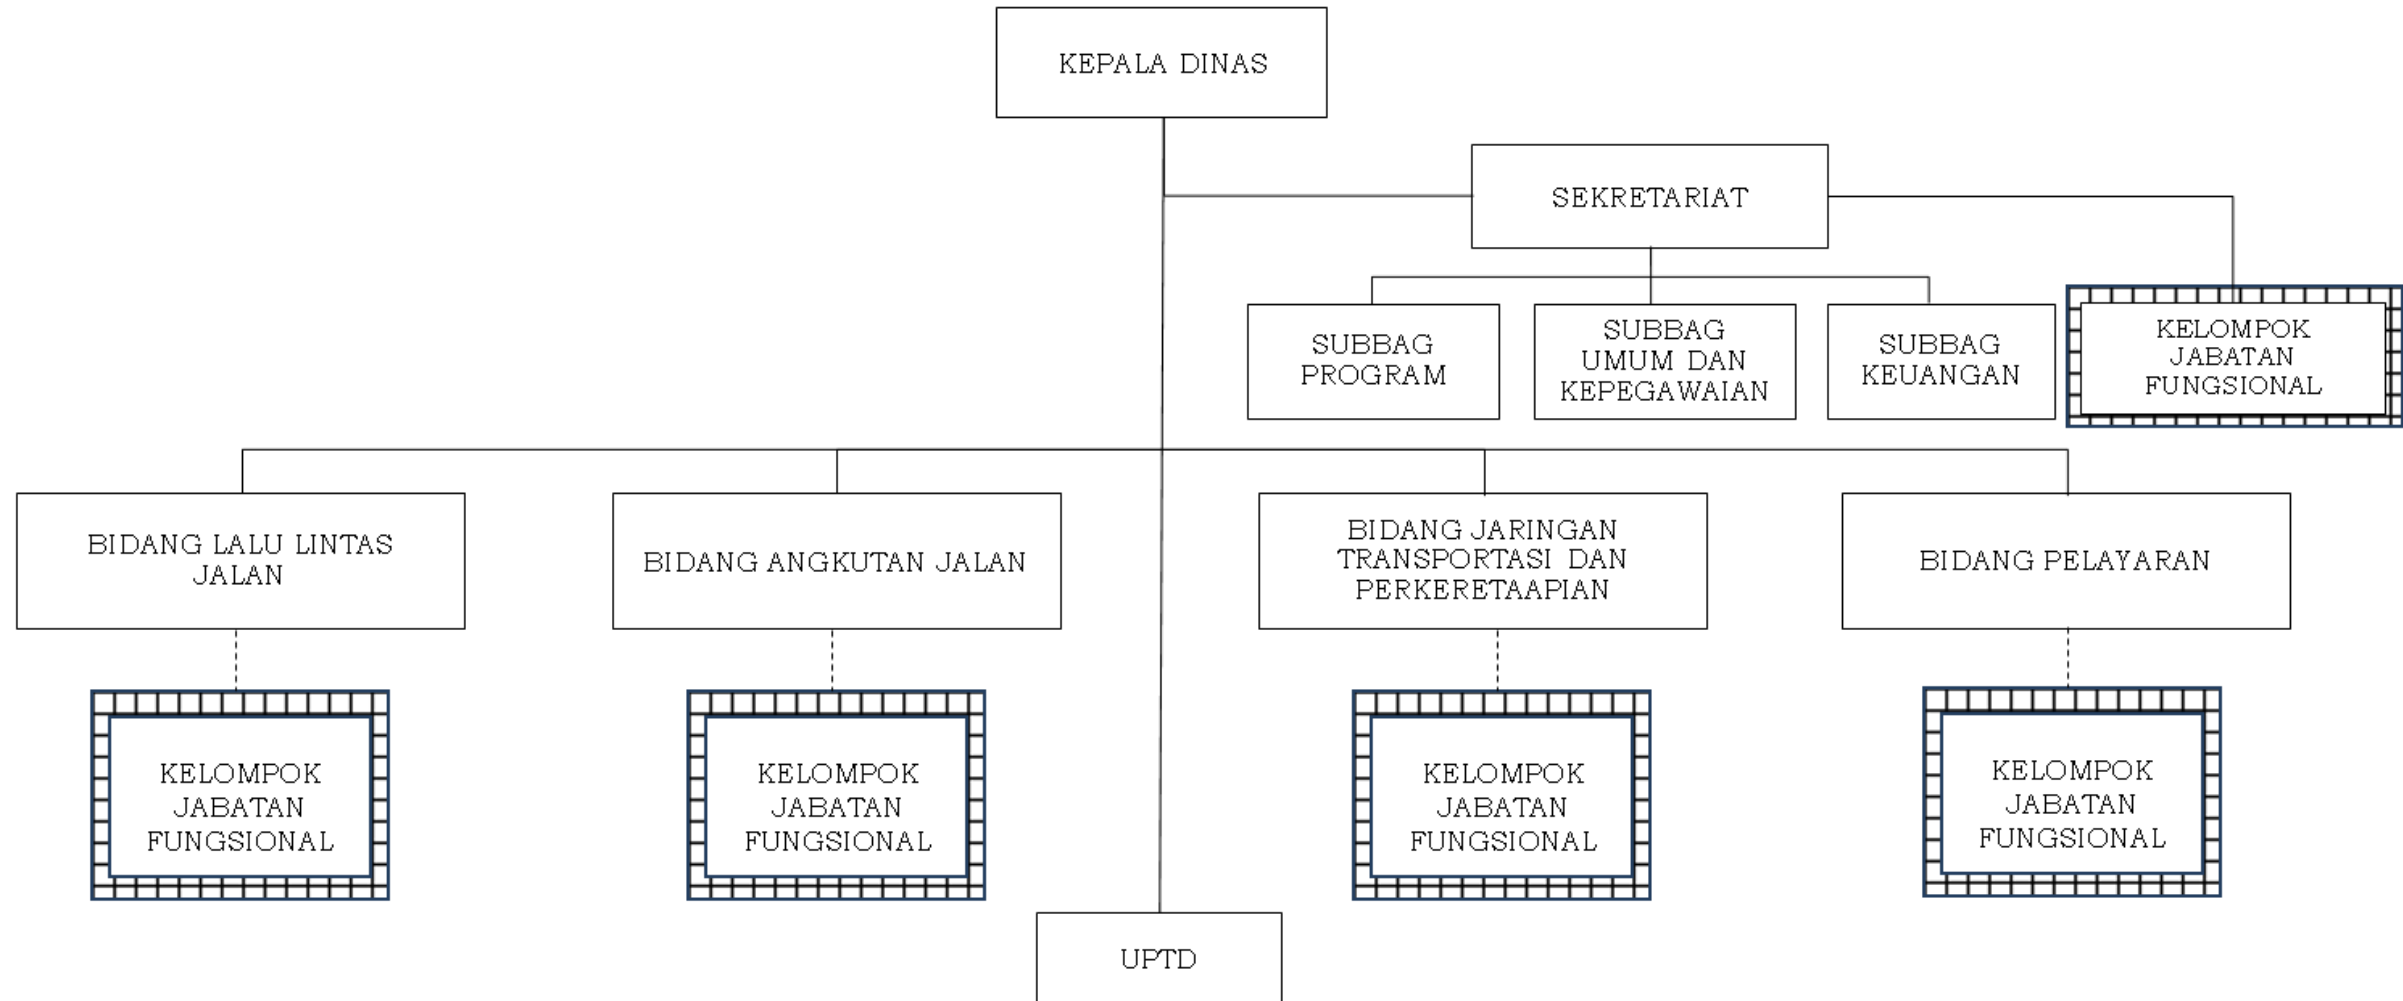 KEPALA DINAS
SEKRETARIAT
SUBBAG
PROGRAM
SUBBAG
UMUM DAN
KEPEGAWAIAN
SUBBAG
KEUANGAN
KELOMPOK
JABATAN
FUNGSIONAL
BIDANG LALU LINTAS
JALAN
BIDANG ANGKUTAN JALAN
BIDANG JARINGAN
TRANSPORTASI DAN
PERKERETAAPIAN
BIDANG PELAYARAN
KELOMPOK
JABATAN
FUNGSIONAL
KELOMPOK
JABATAN
FUNGSIONAL
KELOMPOK
JABATAN
FUNGSIONAL
KELOMPOK
JABATAN
FUNGSIONAL
UPTD